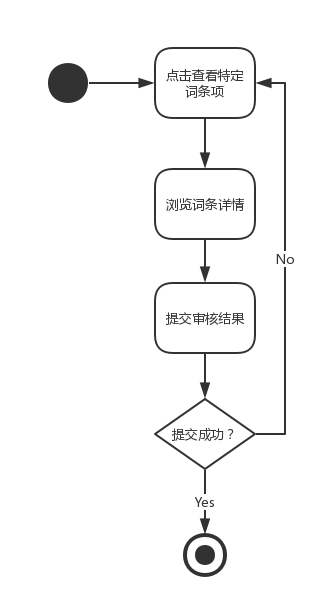 点击查看特定
词条项
浏览词条详情
No
提交审核结果
提交成功？
Yes